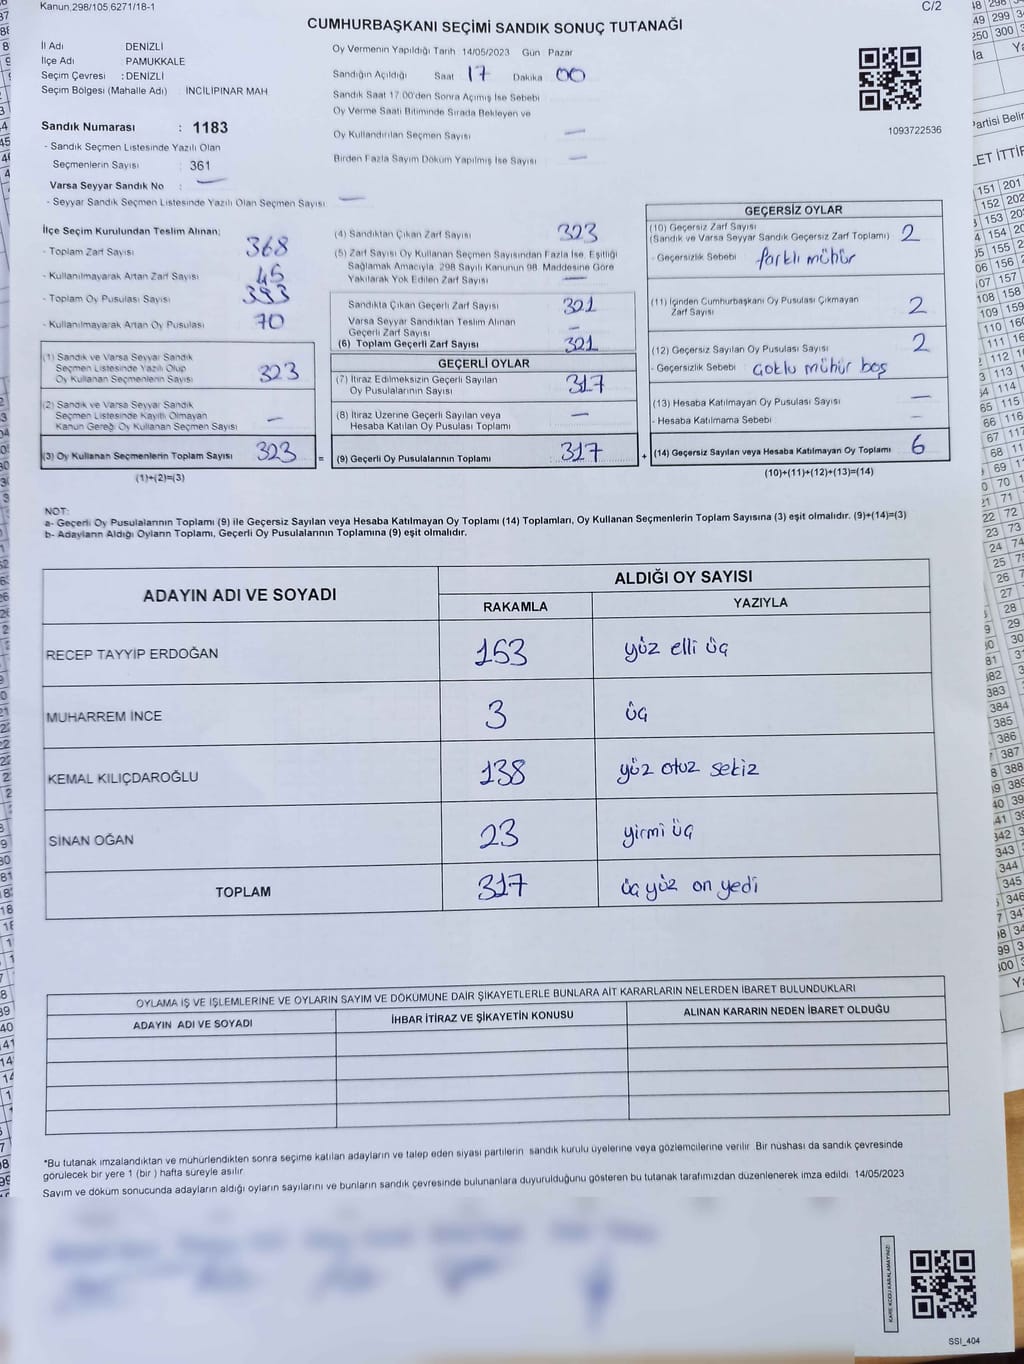 Kanun.298/105.6271/18-1
C/2
CUMHURBAŞKANI SEÇİMİ SANDIK SONUÇ TUTANAĞI
İl Adı DENİZLİ
İlçe Adı PAMUKKALE
Seçim Çevresi : DENİZLİ
Seçim Bölgesi (Mahalle Adı) İNCİLİPINAR MAH
Sandık Numarası : 1183
- Sandık Seçmen Listesinde Yazılı Olan
Seçmenlerin Sayısı : 361
Varsa Seyyar Sandık No : —
- Seyyar Sandık Seçmen Listesinde Yazılı Olan Seçmen Sayısı —
Oy Vermenin Yapıldığı Tarih 14/05/2023 Gün Pazar
Sandığın Açıldığı Saat 17 Dakika 00
Sandık Saat 17.00'den Sonra Açımış İse Sebebi
Oy Verme Saati Bitiminde Sırada Bekleyen ve
Oy Kullandırılan Seçmen Sayısı —
Birden Fazla Sayım Döküm Yapılmış İse Sayısı —
1093722536
İlçe Seçim Kurulundan Teslim Alınan:
- Toplam Zarf Sayısı 368
- Kullanılmayarak Artan Zarf Sayısı 45
- Toplam Oy Pusulası Sayısı 393
- Kullanılmayarak Artan Oy Pusulası 70
(1) Sandık ve Varsa Seyyar Sandık
Seçmen Listesinde Yazılı Olup
Oy Kullanan Seçmenlerin Sayısı 323
(2) Sandık ve Varsa Seyyar Sandık
Seçmen Listesinde Kayıtlı Olmayan
Kanun Gereği Oy Kullanan Seçmen Sayısı —
(3) Oy Kullanan Seçmenlerin Toplam Sayısı 323
(1)+(2)=(3)
(4) Sandıktan Çıkan Zarf Sayısı 323
(5) Zarf Sayısı Oy Kullanan Seçmen Sayısından Fazla İse, Eşitliği
Sağlamak Amacıyla, 298 Sayılı Kanunun 98. Maddesine Göre
Yakılarak Yok Edilen Zarf Sayısı —
Sandıkta Çıkan Geçerli Zarf Sayısı 321
Varsa Seyyar Sandıktan Teslim Alınan
Geçerli Zarf Sayısı —
(6) Toplam Geçerli Zarf Sayısı 321
GEÇERLİ OYLAR
(7) İtiraz Edilmeksizin Geçerli Sayılan
Oy Pusulalarının Sayısı 317
(8) İtiraz Üzerine Geçerli Sayılan veya
Hesaba Katılan Oy Pusulası Toplamı —
= (9) Geçerli Oy Pusulalarının Toplamı 317
GEÇERSİZ OYLAR
(10) Geçersiz Zarf Sayısı
(Sandık ve Varsa Seyyar Sandık Geçersiz Zarf Toplamı) 2
- Geçersizlik Sebebi farklı mühür
(11) İçinden Cumhurbaşkanı Oy Pusulası Çıkmayan
Zarf Sayısı 2
(12) Geçersiz Sayılan Oy Pusulası Sayısı 2
- Geçersizlik Sebebi : Çoklu mühür boş
(13) Hesaba Katılmayan Oy Pusulası Sayısı —
- Hesaba Katılmama Sebebi —
+ (14) Geçersiz Sayılan veya Hesaba Katılmayan Oy Toplamı 6
(10)+(11)+(12)+(13)=(14)
NOT:
a- Geçerli Oy Pusulalarının Toplamı (9) ile Geçersiz Sayılan veya Hesaba Katılmayan Oy Toplamı (14) Toplamları, Oy Kullanan Seçmenlerin Toplam Sayısına (3) eşit olmalıdır. (9)+(14)=(3)
b- Adayların Aldığı Oyların Toplamı, Geçerli Oy Pusulalarının Toplamına (9) eşit olmalıdır.
ADAYIN ADI VE SOYADI
ALDIĞI OY SAYISI
RAKAMLA YAZIYLA
RECEP TAYYİP ERDOĞAN 153 yüz elli üç
MUHARREM İNCE 3 üç
KEMAL KILIÇDAROĞLU 138 yüz otuz sekiz
SİNAN OĞAN 23 yirmi üç
TOPLAM 317 üç yüz on yedi
OYLAMA İŞ VE İŞLEMLERİNE VE OYLARIN SAYIM VE DÖKÜMÜNE DAİR ŞİKAYETLERLE BUNLARA AİT KARARLARIN NELERDEN İBARET BULUNDUKLARI
ADAYIN ADI VE SOYADI İHBAR İTİRAZ VE ŞİKAYETİN KONUSU ALINAN KARARIN NEDEN İBARET OLDUĞU
*Bu tutanak imzalandıktan ve mühürlendikten sonra seçime katılan adayların ve talep eden siyasi partilerin sandık kurulu üyelerine veya gözlemcilerine verilir. Bir nüshası da sandık çevresinde
görülecek bir yere 1 (bir) hafta süreyle asılır.
Sayım ve döküm sonucunda adayların aldığı oyların sayılarını ve bunların sandık çevresinde bulunanlara duyurulduğunu gösteren bu tutanak tarafımızdan düzenlenerek imza edildi. 14/05/2023
KARE KODU KARALAMAYINIZ!
SSI_404